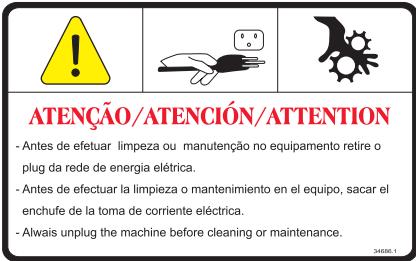 ATENÇÃO/ATENCIÓN/ATTENTION
- Antes de efetuar limpeza ou manutenção no equipamento retire o
plug da rede de energia elétrica.
- Antes de efectuar la limpieza o mantenimiento en el equipo, sacar el
enchufe de la toma de corriente eléctrica.
- Alwais unplug the machine before cleaning or maintenance.
34686.1